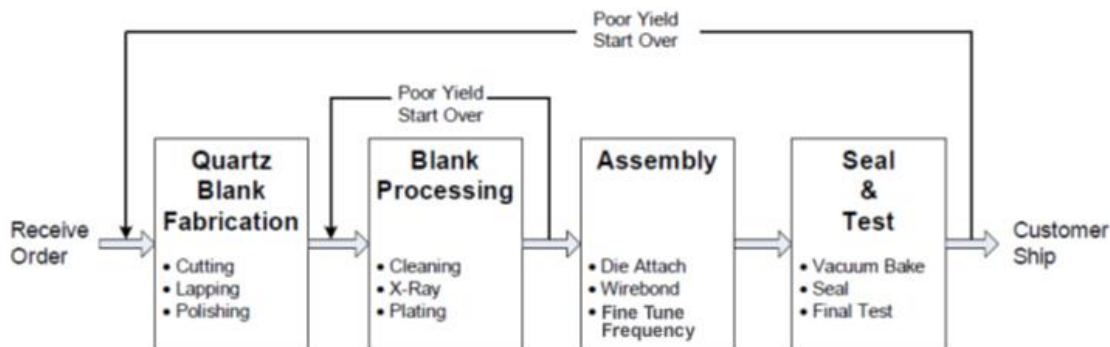 Poor Yield
Start Over
Poor Yield
Start Over
Receive
Order
Quartz
Blank
Fabrication
• Cutting
• Lapping
• Polishing
Blank
Processing
• Cleaning
• X-Ray
• Plating
Assembly
• Die Attach
• Wirebond
• Fine Tune
Frequency
Seal
&
Test
• Vacuum Bake
• Seal
• Final Test
Customer
Ship